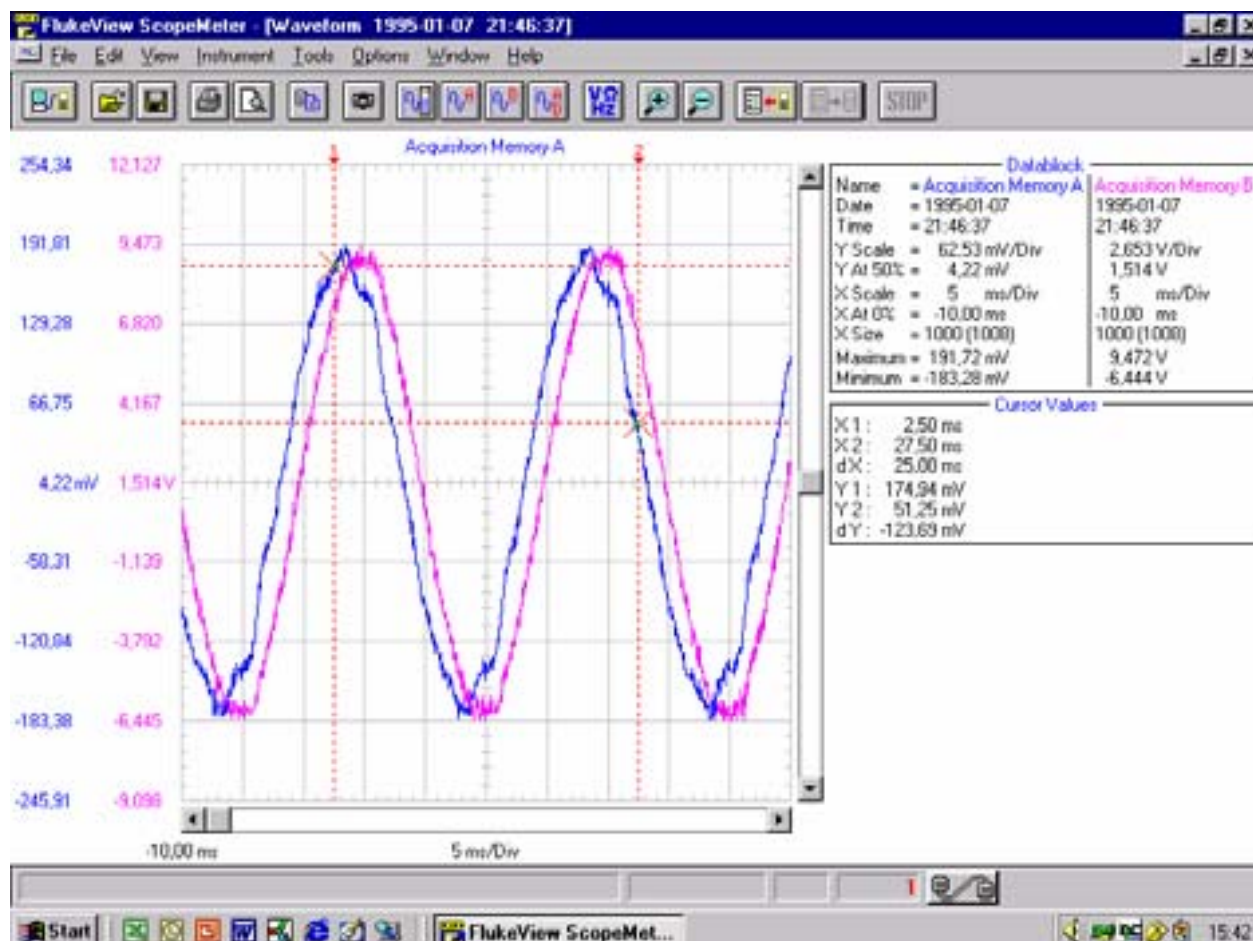 FlukeView ScopeMeter - [Waveform 1995-01-07 21:46:37]
File Edit View Instrument Tools Options Window Help
VΩ HZ STOP
1 Acquisition Memory A 2
254,34 12,127
191,81 9,473
129,28 6,820
66,75 4,167
4,22mV 1,514V
-58,31 -1,139
-120,84 -3,792
-183,38 -6,445
-245,91 -9,098
-10,00 ms 5 ms/Div
Datablock
Name = Acquisition Memory A Acquisition Memory B
Date = 1995-01-07 1995-01-07
Time = 21:46:37 21:46:37
Y Scale = 62,53 mV/Div 2,653 V/Div
Y At 50% = 4,22 mV 1,514 V
X Scale = 5 ms/Div 5 ms/Div
X At 0% = -10,00 ms -10,00 ms
X Size = 1000 (1008) 1000 (1008)
Maximum = 191,72 mV 9,472 V
Minimum = -183,28 mV -6,444 V
Cursor Values
X1 : 2,50 ms
X2 : 27,50 ms
dX : 25,00 ms
Y1 : 174,94 mV
Y2 : 51,25 mV
dY : -123,69 mV
1
Start FlukeView ScopeMet... 15:42